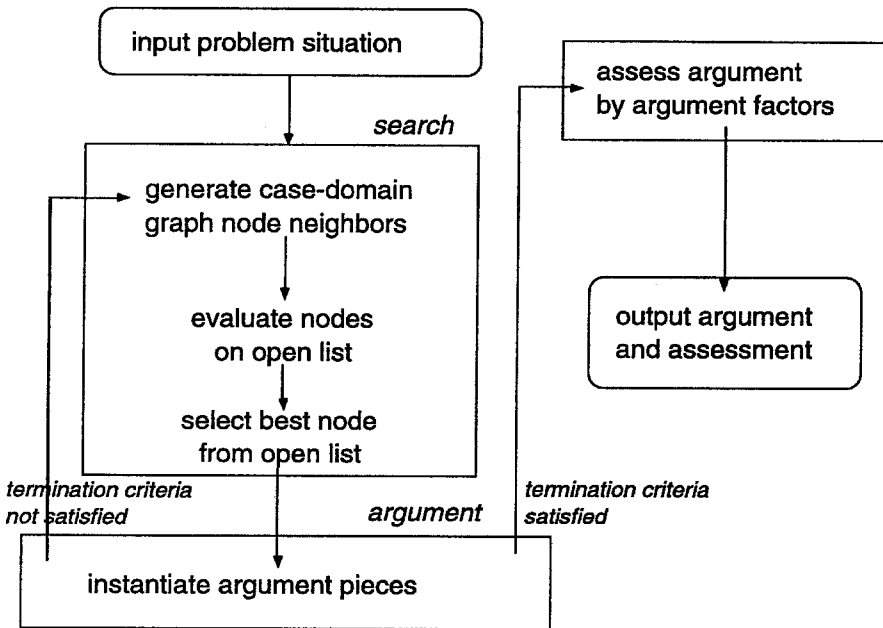 input problem situation
search
generate case-domain
graph node neighbors
evaluate nodes
on open list
select best node
from open list
termination criteria
not satisfied
argument
instantiate argument pieces
termination criteria
satisfied
assess argument
by argument factors
output argument
and assessment